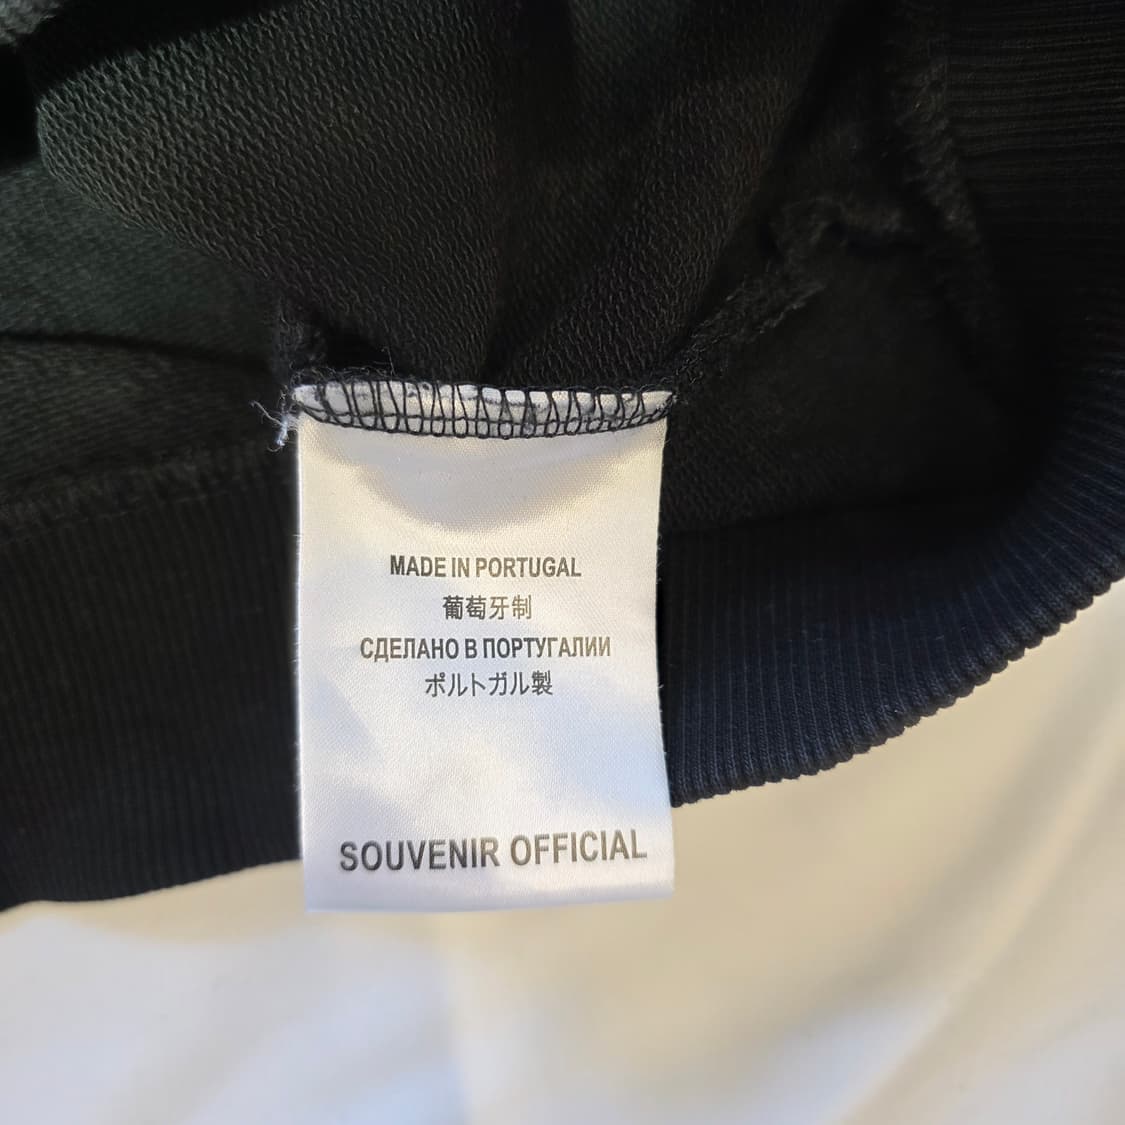 MADE IN PORTUGAL
葡萄牙制
СДЕЛАНО В ПОРТУГАЛИИ
ポルトガル製
SOUVENIR OFFICIAL